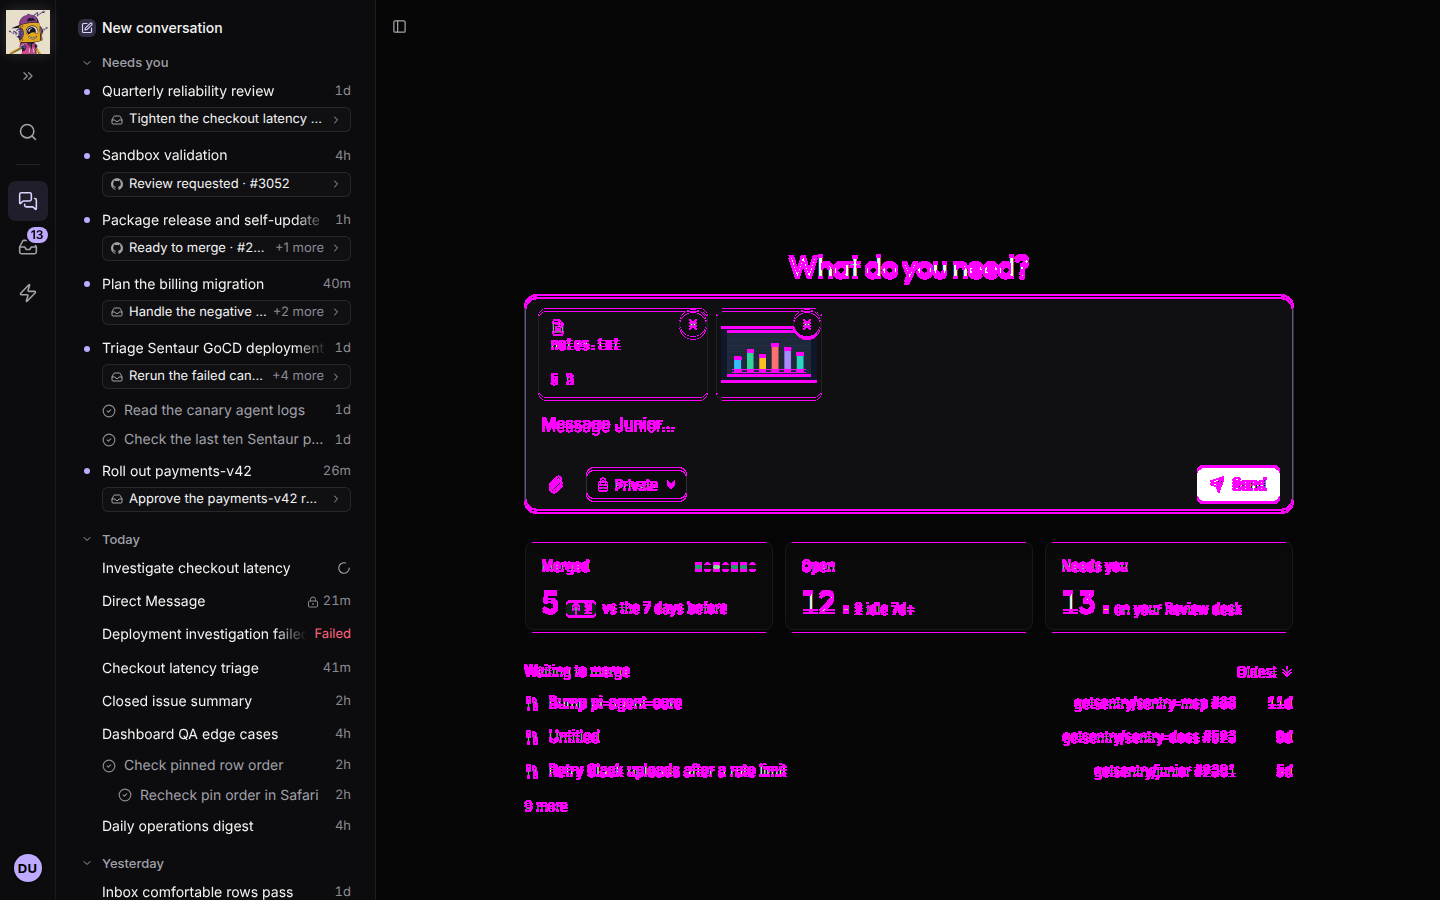 New conversation
Needs you
Quarterly reliability review 1d
Tighten the checkout latency ...
Sandbox validation 4h
Review requested · #3052
Package release and self-update 1h
Ready to merge · #2... +1 more
13
Plan the billing migration 40m
Handle the negative ... +2 more
Triage Sentaur GoCD deployment 1d
Rerun the failed can... +4 more
Read the canary agent logs 1d
Check the last ten Sentaur p... 1d
Roll out payments-v42 26m
Approve the payments-v42 r...
Today
Investigate checkout latency
Direct Message 21m
Deployment investigation failed Failed
Checkout latency triage 41m
Closed issue summary 2h
Dashboard QA edge cases 4h
Check pinned row order 2h
Recheck pin order in Safari 2h
Daily operations digest 4h
Yesterday
Inbox comfortable rows pass 1d
DU
What do you need?
notes.txt
Message Junior...
Private
Send
Merged
5 vs the 7 days before
Open
12 2 idle 7d+
Needs you
13 on your Review desk
Waiting to merge Oldest
Bump pi-agent-core getsentry/sentry-mcp 11d
Untitled getsentry/sentry-docs
Retry Slack uploads after a rate limit getsentry/junior 5d
9 more